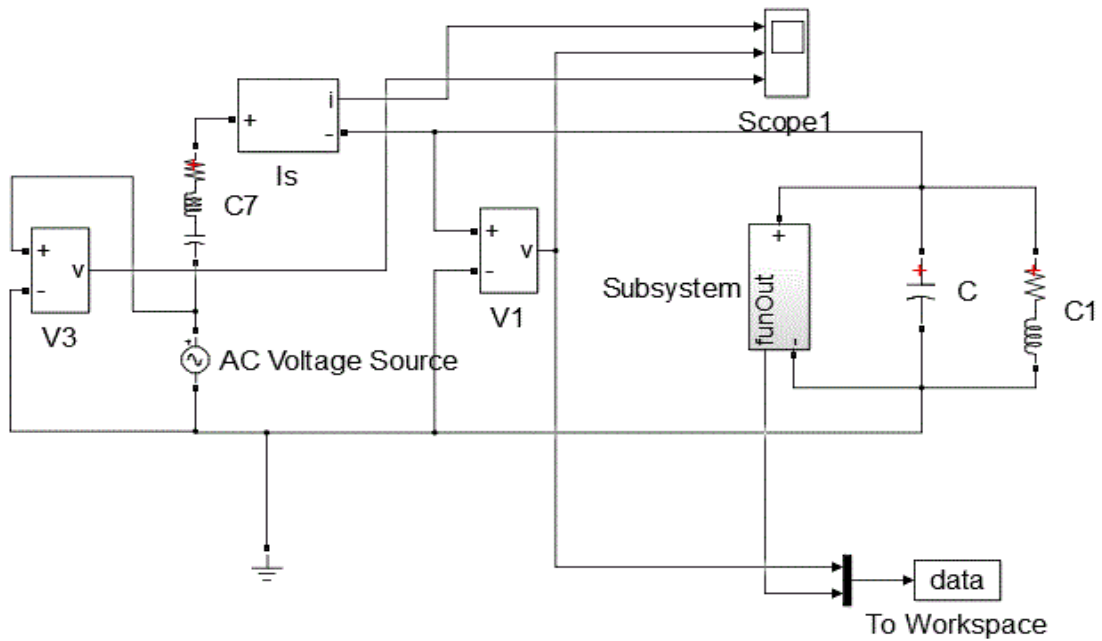 i
Scope1
+
-
Is
C7
+
v
-
V3
+
v
-
V1
+
Subsystem
funOut
-
+
C
+
C1
+
AC Voltage Source
data
To Workspace